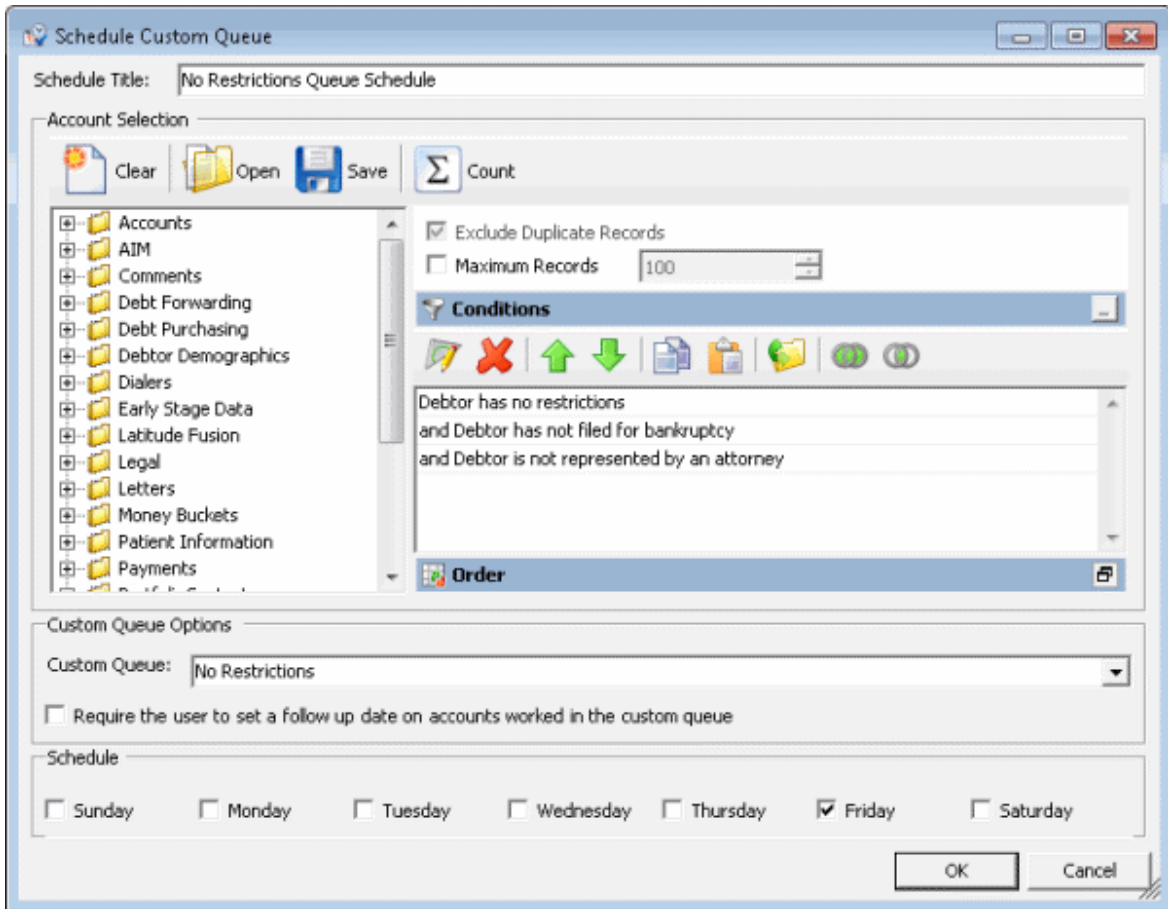 Schedule Custom Queue
Schedule Title: No Restrictions Queue Schedule
Account Selection
Clear Open Save Σ Count
Accounts
AIM
Comments
Debt Forwarding
Debt Purchasing
Debtor Demographics
Dialers
Early Stage Data
Latitude Fusion
Legal
Letters
Money Buckets
Patient Information
Payments
Exclude Duplicate Records
Maximum Records 100
Conditions
Debtor has no restrictions
and Debtor has not filed for bankruptcy
and Debtor is not represented by an attorney
Order
Custom Queue Options
Custom Queue: No Restrictions
Require the user to set a follow up date on accounts worked in the custom queue
Schedule
Sunday Monday Tuesday Wednesday Thursday Friday Saturday
OK Cancel